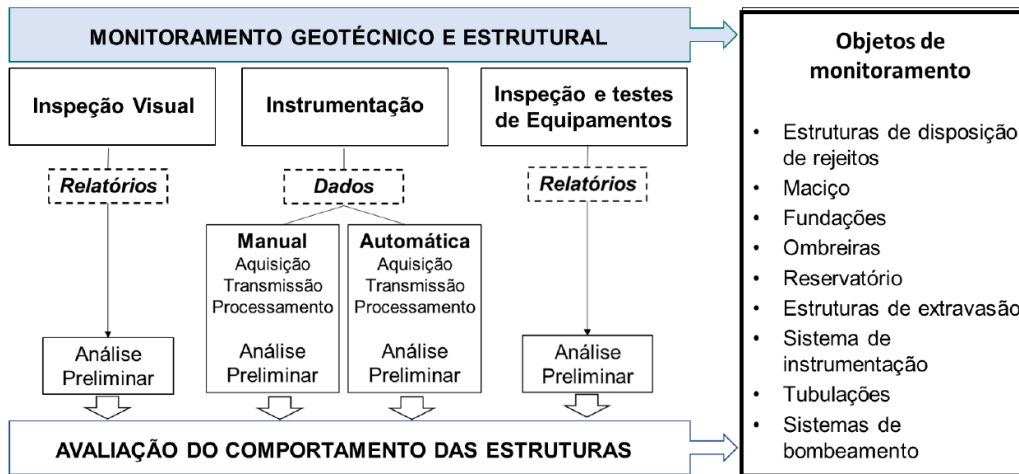 MONITORAMENTO GEOTÉCNICO E ESTRUTURAL
Inspeção Visual
Instrumentação
Inspeção e testes
de Equipamentos
Relatórios
Dados
Relatórios
Manual
Aquisição
Transmissão
Processamento
Análise
Preliminar
Automática
Aquisição
Transmissão
Processamento
Análise
Preliminar
Análise
Preliminar
Análise
Preliminar
AVALIAÇÃO DO COMPORTAMENTO DAS ESTRUTURAS
Objetos de
monitoramento
• Estruturas de disposição
de rejeitos
• Maciço
• Fundações
• Ombreiras
• Reservatório
• Estruturas de extravasão
• Sistema de
instrumentação
• Tubulações
• Sistemas de
bombeamento